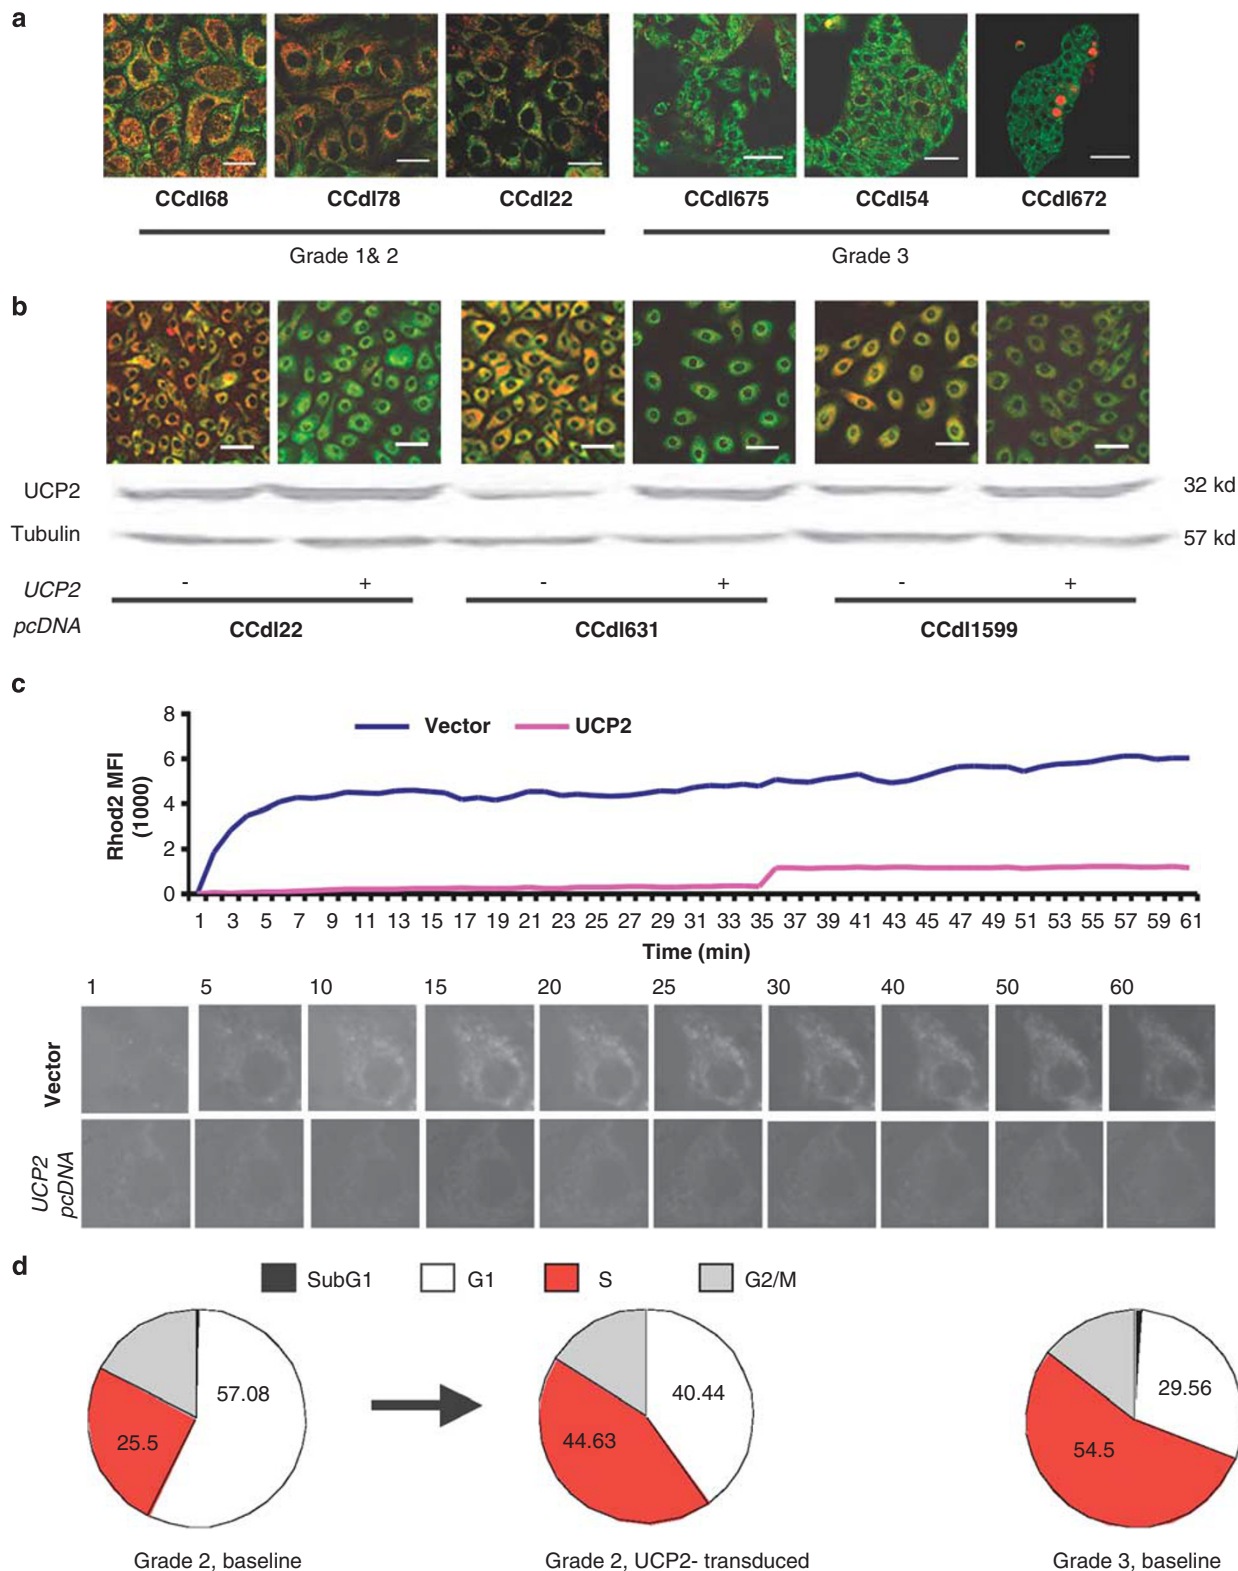 a
CCdl68 CCdl78 CCdl22 CCdl675 CCdl54 CCdl672
Grade 1& 2 Grade 3
b
UCP2 32 kd
Tubulin 57 kd
UCP2 - + - + - +
pcDNA CCdl22 CCdl631 CCdl1599
c
Vector UCP2
8
6
4
2
0
Rhod2 MFI
(1000)
1 3 5 7 9 11 13 15 17 19 21 23 25 27 29 31 33 35 37 39 41 43 45 47 49 51 53 55 57 59 61
Time (min)
1 5 10 15 20 25 30 40 50 60
Vector
UCP2
pcDNA
d
SubG1 G1 S G2/M
57.08 40.44 29.56
25.5 44.63 54.5
Grade 2, baseline Grade 2, UCP2- transduced Grade 3, baseline